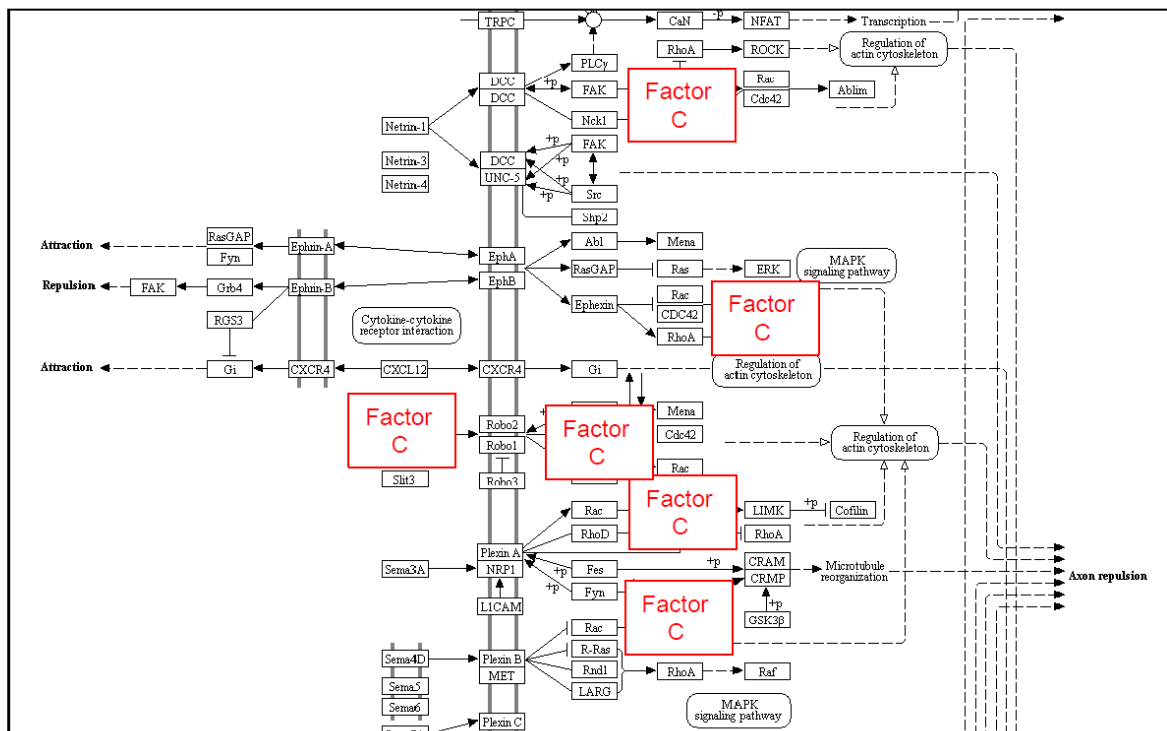 TRPC
CaN
-p
NFAT
Transcription
RhoA
ROCK
Regulation of
actin cytoskeleton
PLCγ
DCC
DCC
+p
FAK
Factor
C
Rac
Cdc42
Ablim
Nck1
Netrin-1
+p
FAK
Netrin-3
DCC
+p
Netrin-4
UNC-5
+p
+p
Src
Shp2
Attraction
RasGAP
Fyn
Ephrin-A
EphA
Abl
Mena
MAPK
signaling pathway
RasGAP
Ras
ERK
Repulsion
FAK
Grb4
Ephrin-B
EphB
Ephexin
Rac
CDC42
RhoA
Factor
C
RGS3
Cytokine-cytokine
receptor interaction
Attraction
Gi
CXCR4
CXCL12
CXCR4
Gi
Regulation of
actin cytoskeleton
Factor
C
Robo2
Robo1
Factor
C
Mena
Cdc42
Regulation of
actin cytoskeleton
Rac
Slit3
Robo3
Factor
C
Rac
LIMK
+p
Cofilin
RhoD
RhoA
Plexin A
NRP1
Sema3A
+p
Fes
+p
CRAM
CRMP
Microtubule
reorganization
Axon repulsion
+p
Fyn
Factor
C
+p
GSK3β
L1CAM
Rac
R-Ras
Sema4D
Plexin B
MET
Rnd1
RhoA
Raf
Sema5
LARG
Sema6
MAPK
signaling pathway
Plexin C